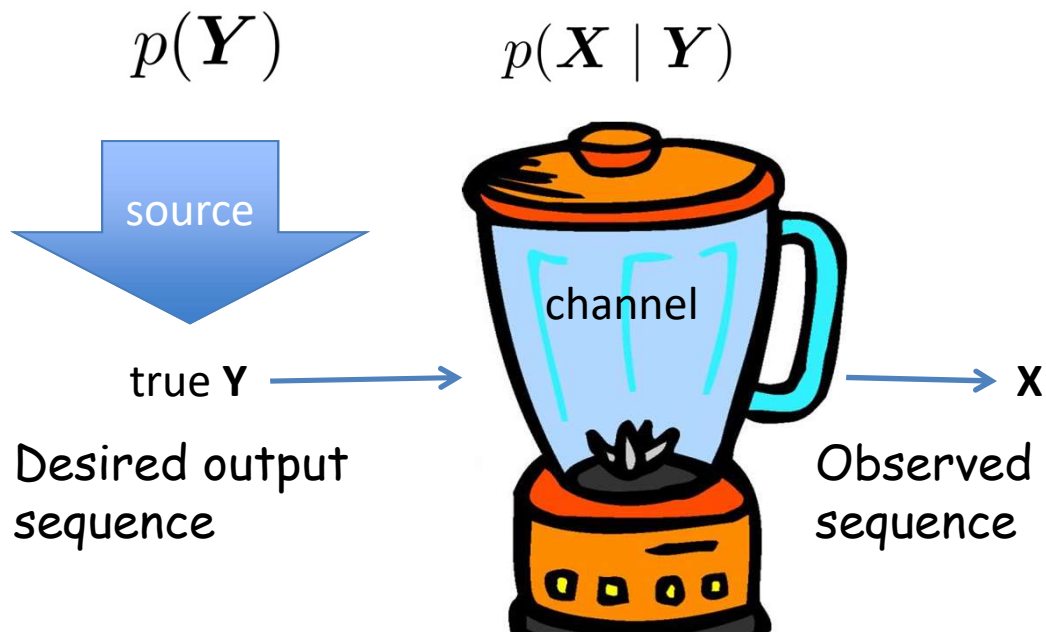 p(Y)
p(X | Y)
source
channel
true Y
X
Desired output
sequence
Observed
sequence